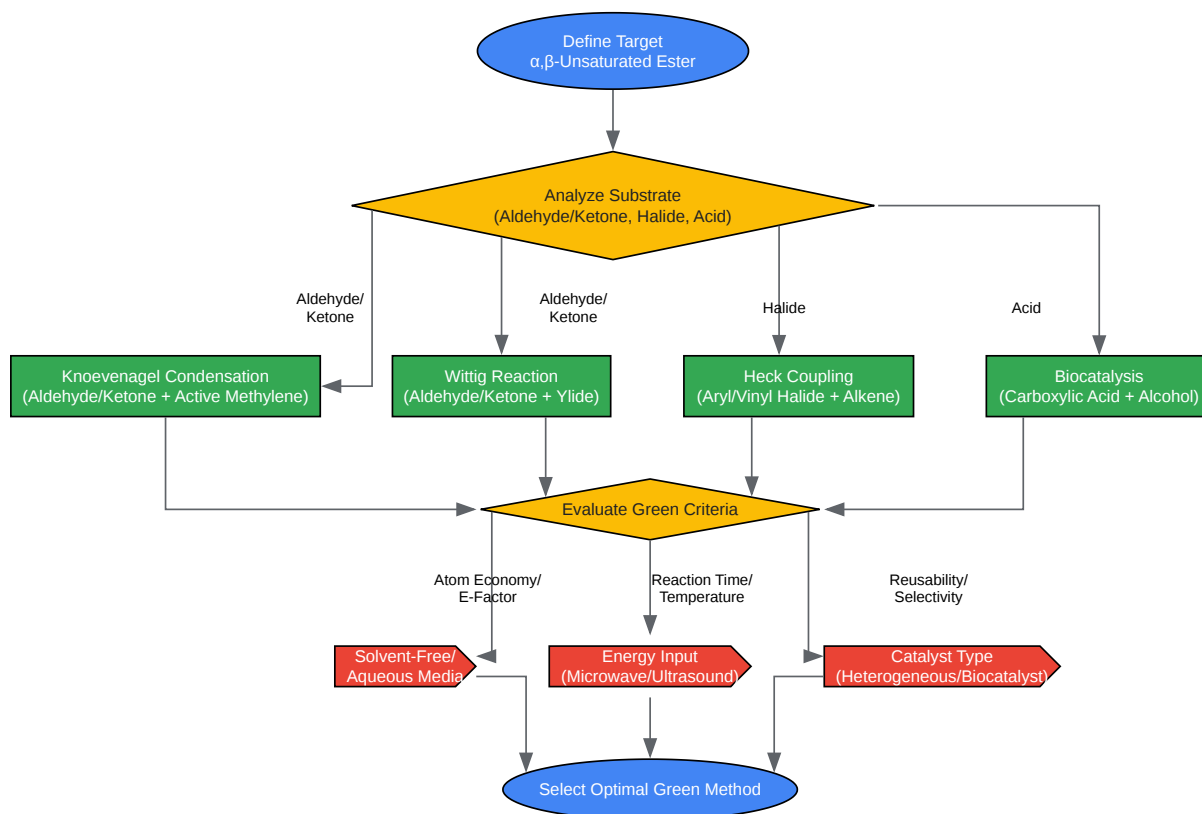 Define Target
α,β-Unsaturated Ester
Analyze Substrate
(Aldehyde/Ketone, Halide, Acid)
Aldehyde/
Ketone
Aldehyde/
Ketone
Halide
Acid
Knoevenagel Condensation
(Aldehyde/Ketone + Active Methylene)
Wittig Reaction
(Aldehyde/Ketone + Ylide)
Heck Coupling
(Aryl/Vinyl Halide + Alkene)
Biocatalysis
(Carboxylic Acid + Alcohol)
Evaluate Green Criteria
Atom Economy/
E-Factor
Reaction Time/
Temperature
Reusability/
Selectivity
Solvent-Free/
Aqueous Media
Energy Input
(Microwave/Ultrasound)
Catalyst Type
(Heterogeneous/Biocatalyst)
Select Optimal Green Method